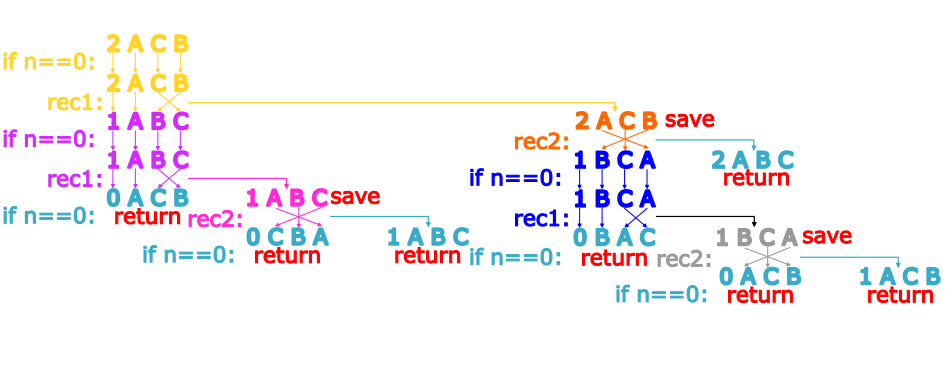 2 A C B
if n==0:
2 A C B
rec1:
1 A B C
2 A C B save
if n==0:
rec2:
1 A B C
1 B C A
2 A B C
rec1:
if n==0:
return
0 A C B
1 A B C save
1 B C A
if n==0:
return
rec2:
rec1:
0 C B A
1 A B C
0 B A C
1 B C A save
if n==0:
return
return
if n==0:
return
rec2:
0 A C B
1 A C B
if n==0:
return
return